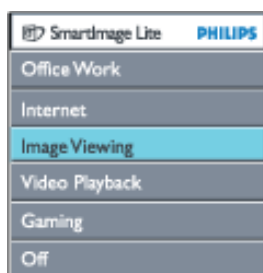 SmartImage Lite PHILIPS
Office Work
Internet
Image Viewing
Video Playback
Gaming
Off